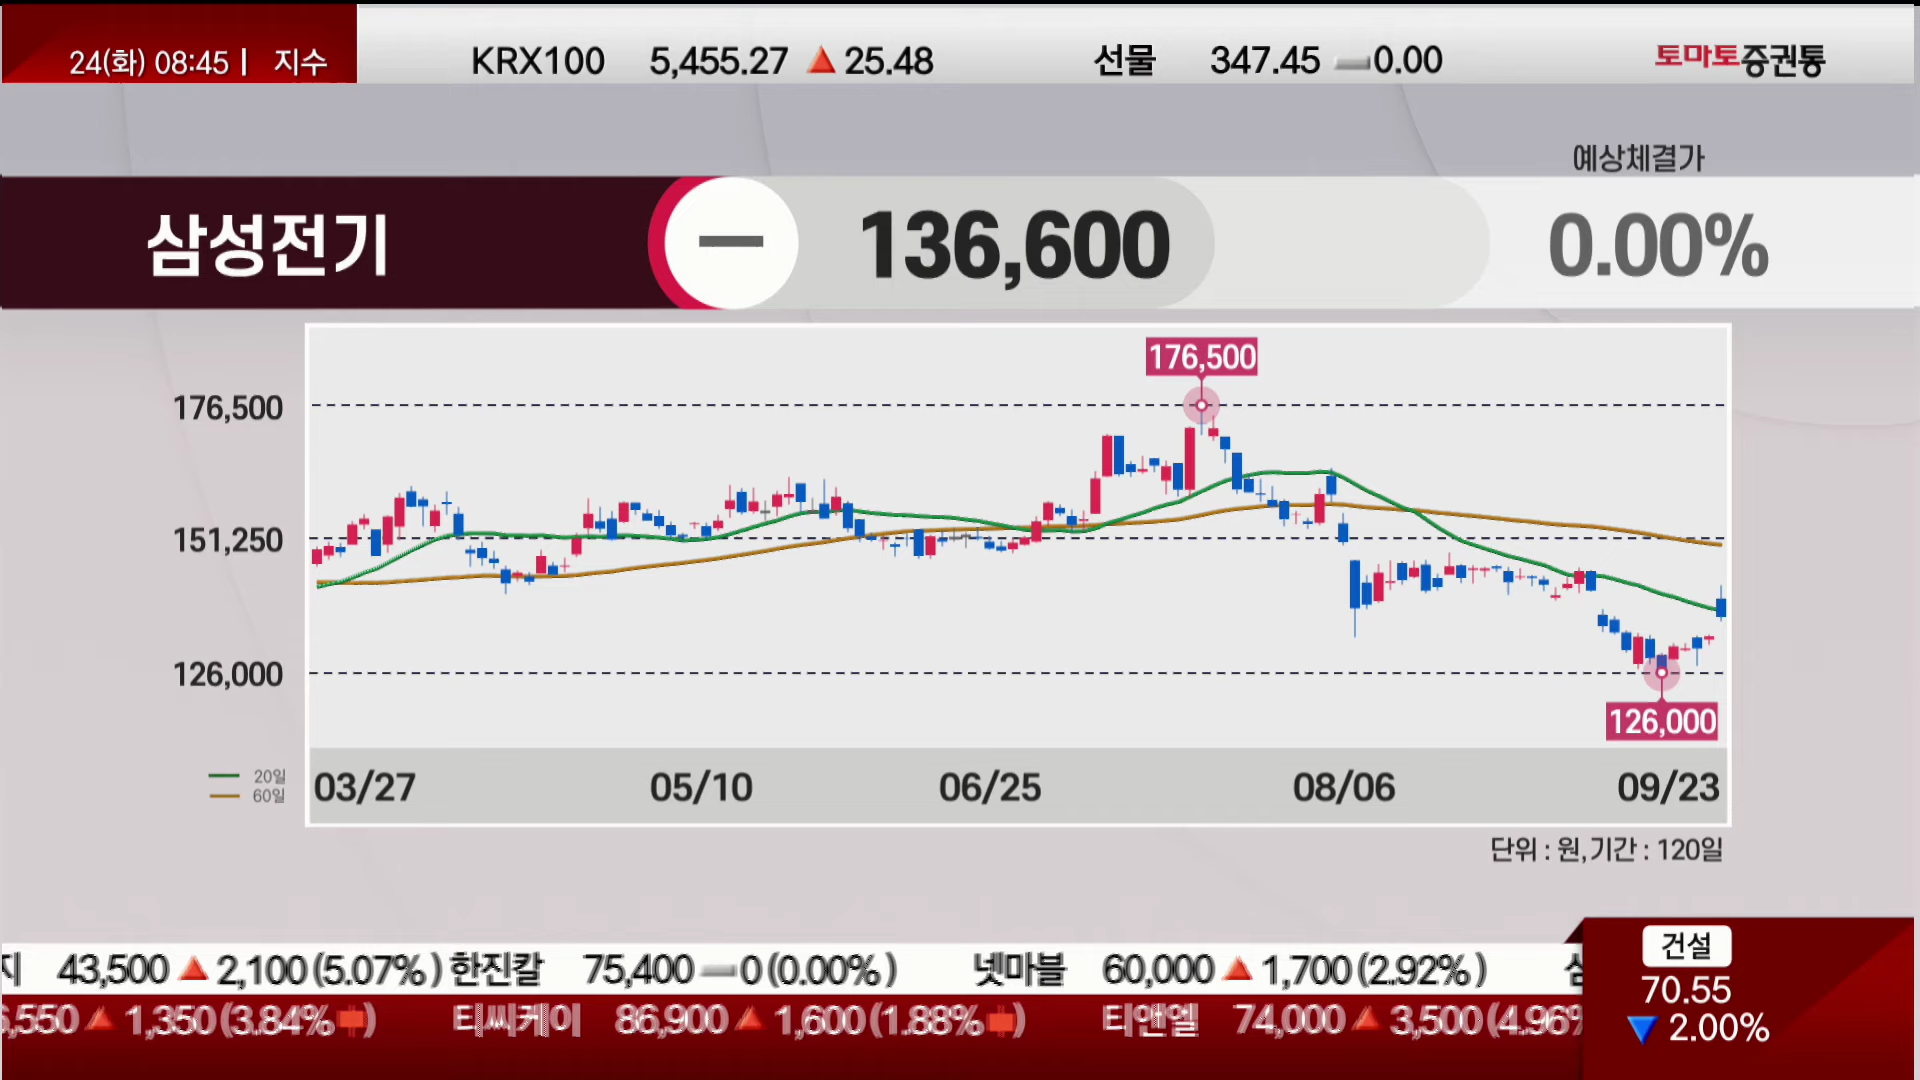 24(화) 08:45 | 지수 KRX100 5,455.27 ▲ 25.48 선물 347.45 0.00 토마토증권통
예상체결가
삼성전기 136,600 0.00%
176,500
176,500
151,250
126,000
126,000
20일
60일
03/27 05/10 06/25 08/06 09/23
단위 : 원, 기간 : 120일
43,500 ▲ 2,100 (5.07%) 한진칼 75,400 0 (0.00%) 넷마블 60,000 ▲ 1,700 (2.92%)
,550 ▲ 1,350 (3.84%) 티씨케이 86,900 ▲ 1,600 (1.88%) 티앤엘 74,000 ▲ 3,500 (4.96%
건설
70.55
▼ 2.00%